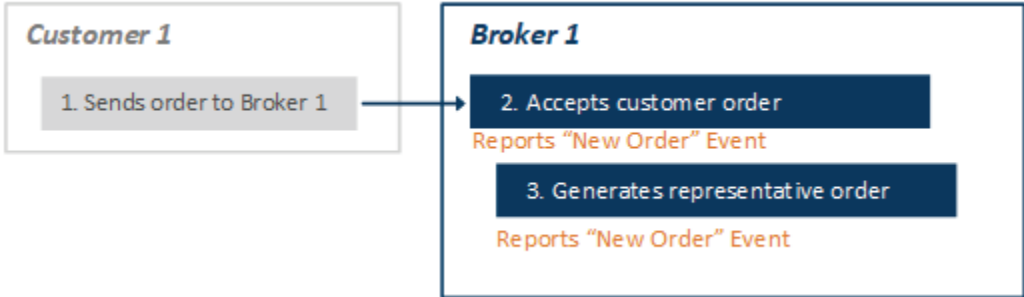 Customer 1
1. Sends order to Broker 1
Broker 1
2. Accepts customer order
Reports “New Order” Event
3. Generates representative order
Reports “New Order” Event